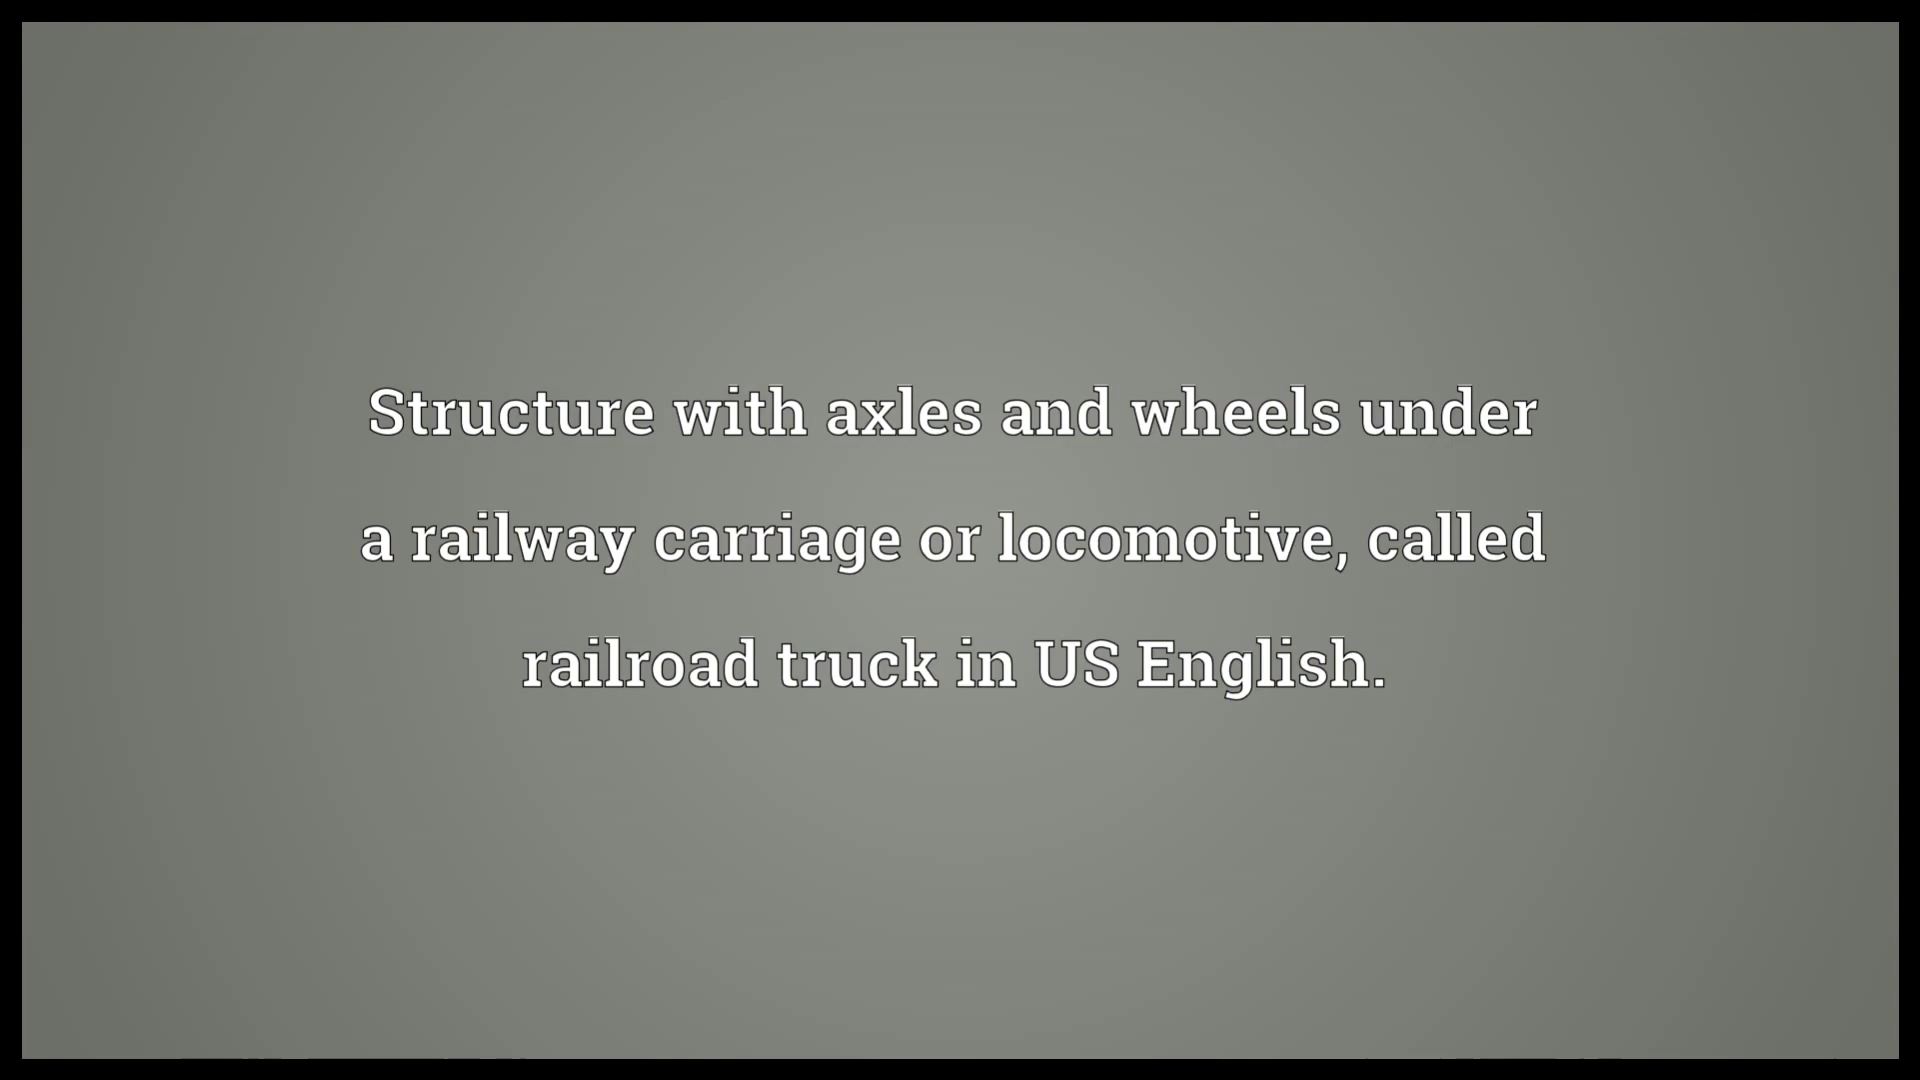 Structure with axles and wheels under
a railway carriage or locomotive, called
railroad truck in US English.